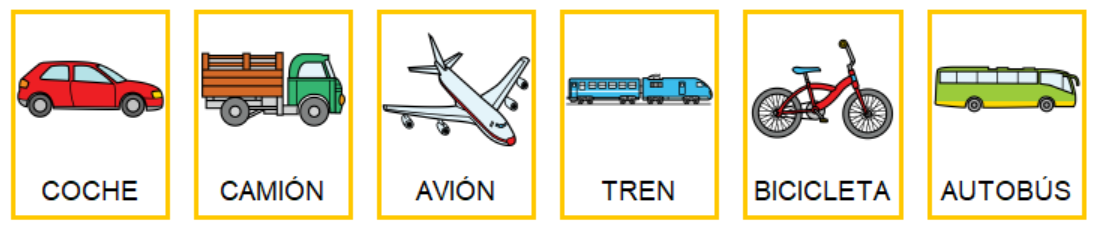 COCHE
CAMIÓN
AVIÓN
TREN
BICICLETA
AUTOBÚS